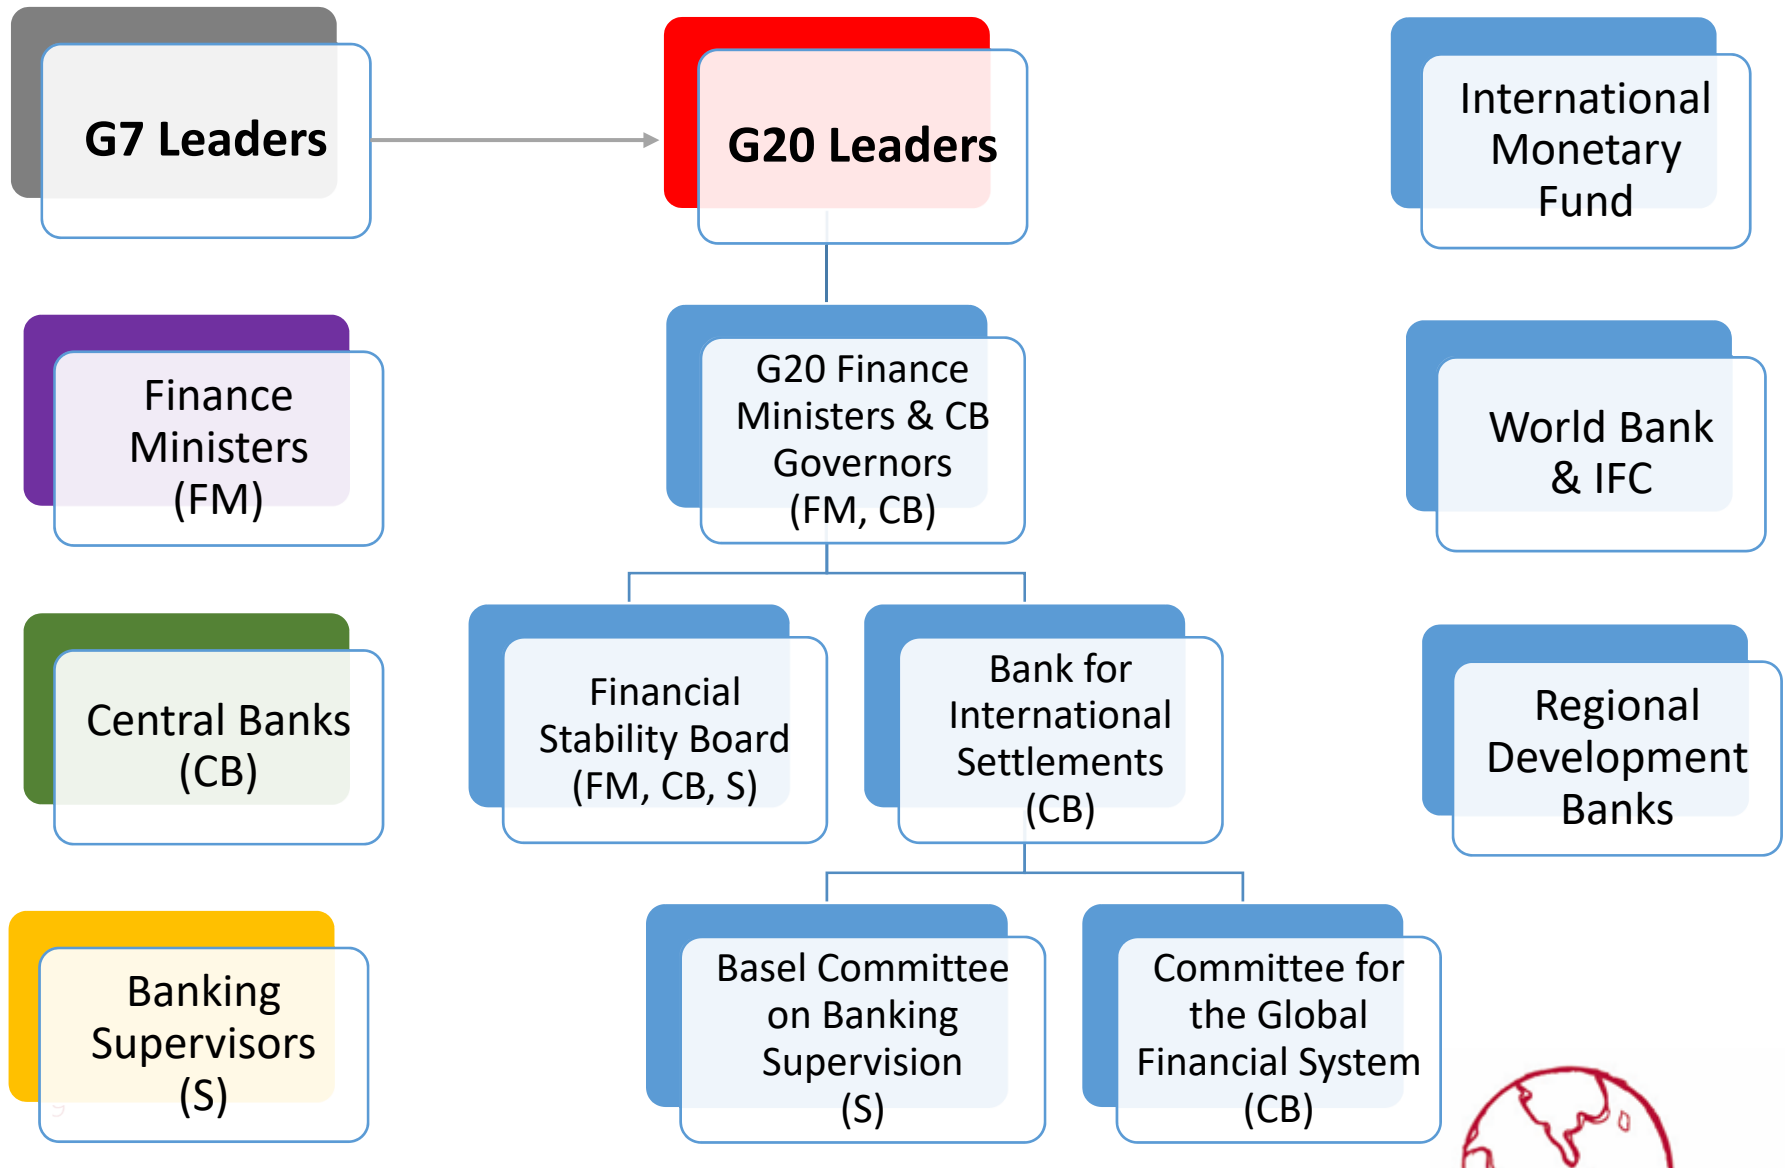 G7 Leaders
G20 Leaders
International
Monetary
Fund
Finance
Ministers
(FM)
G20 Finance
Ministers & CB
Governors
(FM, CB)
World Bank
& IFC
Central Banks
(CB)
Financial
Stability Board
(FM, CB, S)
Bank for
International
Settlements
(CB)
Regional
Development
Banks
Banking
Supervisors
(S)
9
Basel Committee
on Banking
Supervision
(S)
Committee for
the Global
Financial System
(CB)